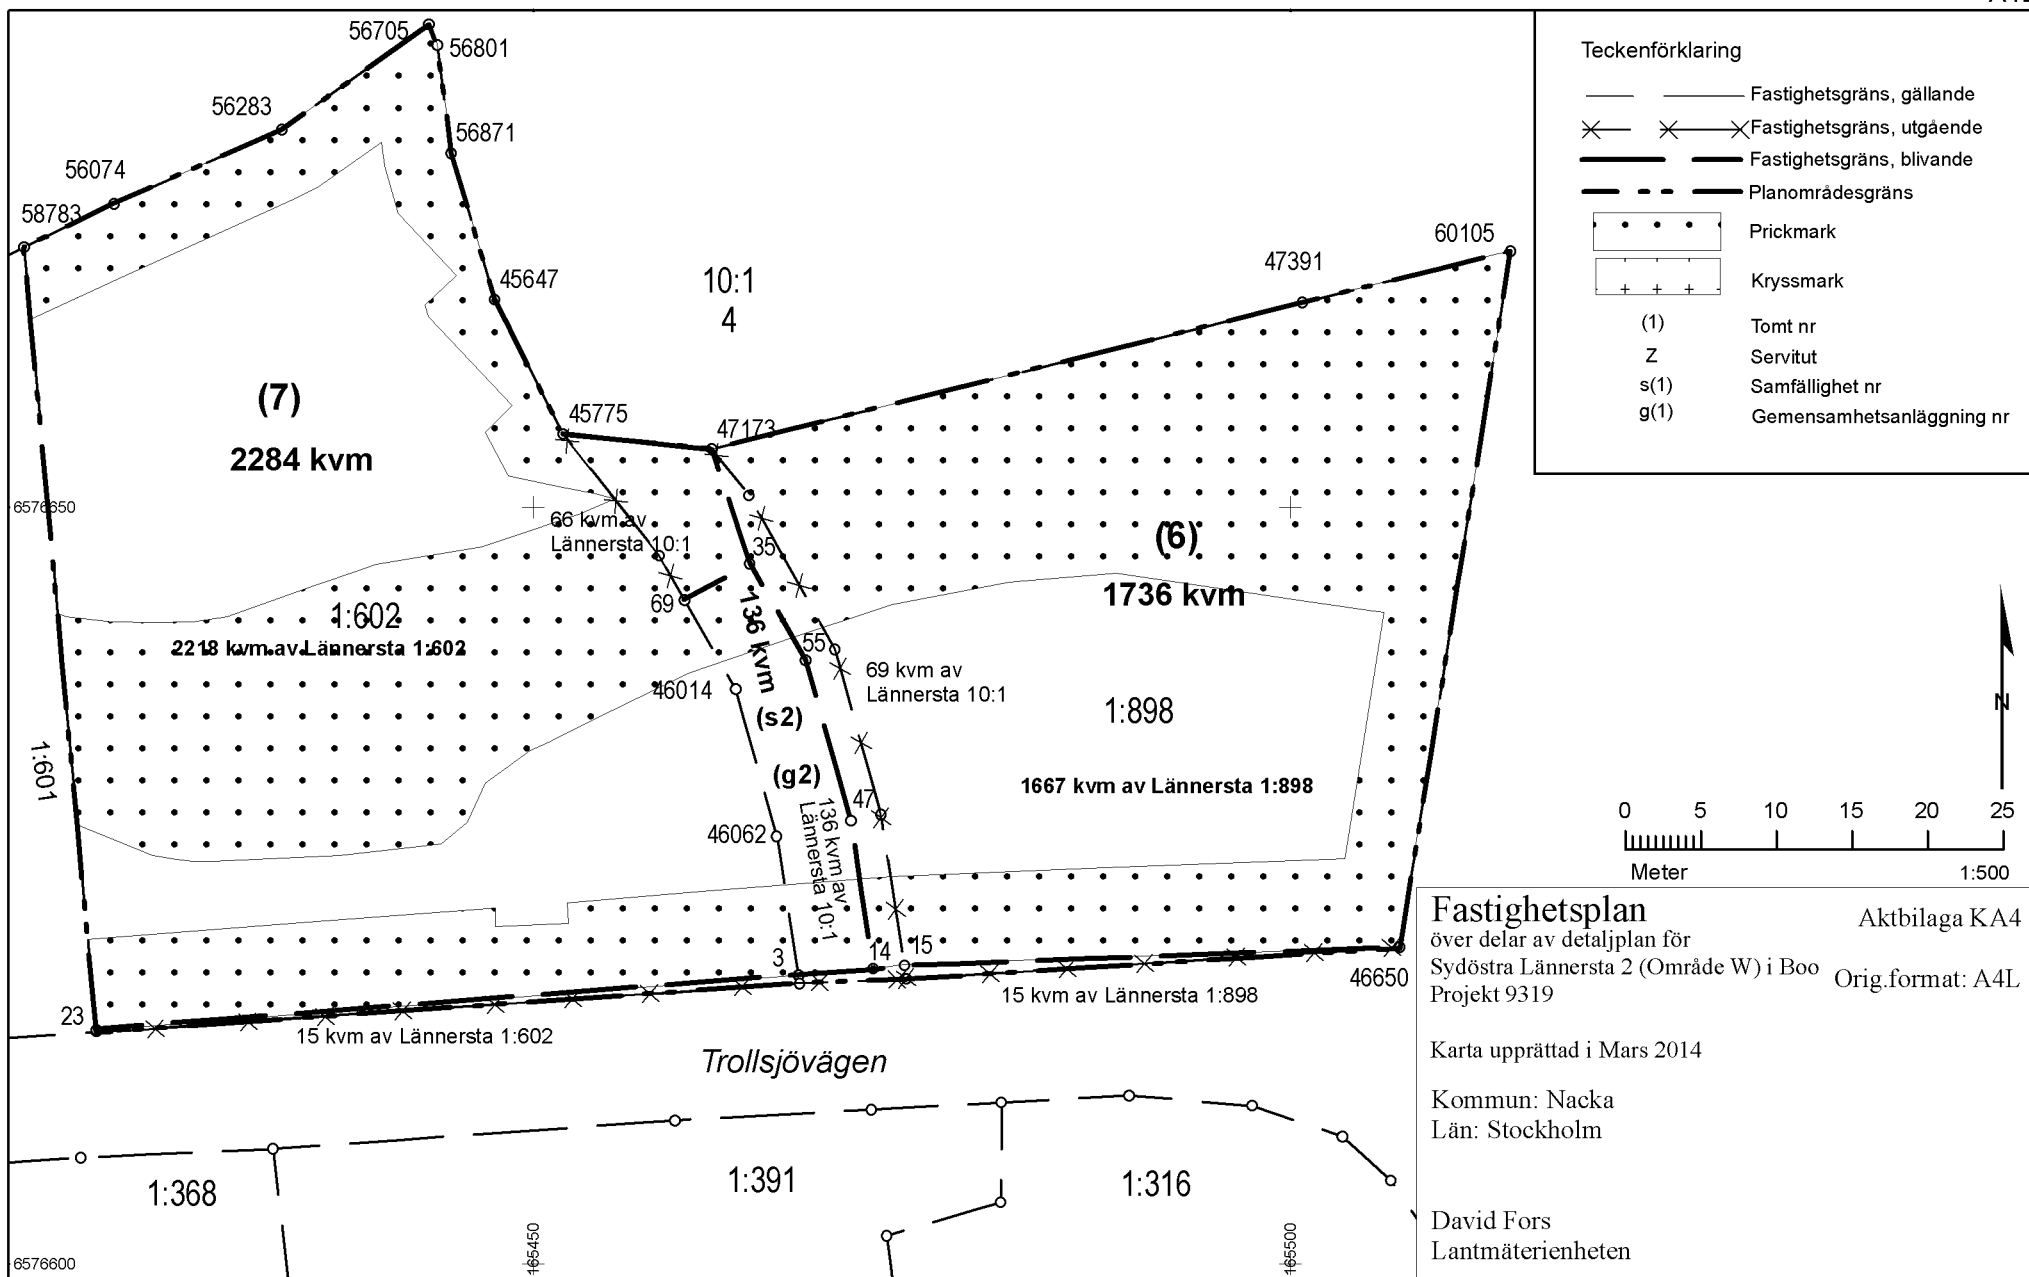 56705
56801
56283
56871
56074
58783
45647
10:1
4
47391
60105
(7)
2284 kvm
45775
47173
6576650
66 kvm av
Lännersta 10:1
35
(6)
1736 kvm
69
136 kvm
1:602
2218 kvm av Lännersta 1:602
55
69 kvm av
Lännersta 10:1
46014
(s2)
1:898
1:601
(g2)
1667 kvm av Lännersta 1:898
47
46062
136 kvm av
Lännersta 10:1
3
14
15
46650
23
15 kvm av Lännersta 1:898
15 kvm av Lännersta 1:602
Trollsjövägen
1:368
1:391
1:316
6576600
165450
165500
Teckenförklaring
Fastighetsgräns, gällande
Fastighetsgräns, utgående
Fastighetsgräns, blivande
Planområdesgräns
Prickmark
Kryssmark
(1) Tomt nr
Z Servitut
s(1) Samfällighet nr
g(1) Gemensamhetsanläggning nr
N
0 5 10 15 20 25
Meter 1:500
Fastighetsplan Aktbilaga KA4
över delar av detaljplan för
Sydöstra Lännersta 2 (Område W) i Boo
Orig.format: A4L
Projekt 9319
Karta upprättad i Mars 2014
Kommun: Nacka
Län: Stockholm
David Fors
Lantmäterienheten